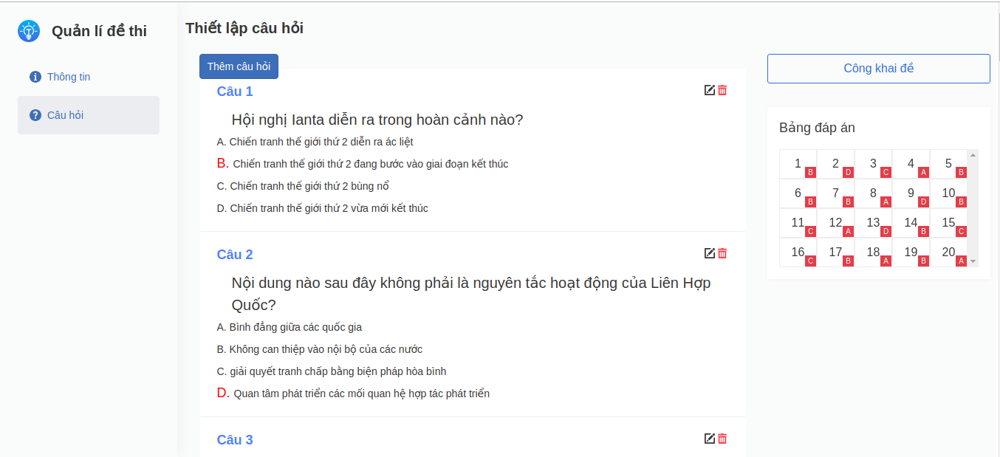 Quản lí đề thi
Thông tin
Câu hỏi
Thiết lập câu hỏi
Thêm câu hỏi
Câu 1
Hội nghị Ianta diễn ra trong hoàn cảnh nào?
A. Chiến tranh thế giới thứ 2 diễn ra ác liệt
B. Chiến tranh thế giới thứ 2 đang bước vào giai đoạn kết thúc
C. Chiến tranh thế giới thứ 2 bùng nổ
D. Chiến tranh thế giới thứ 2 vừa mới kết thúc
Câu 2
Nội dung nào sau đây không phải là nguyên tắc hoạt động của Liên Hợp
Quốc?
A. Bình đẳng giữa các quốc gia
B. Không can thiệp vào nội bộ của các nước
C. giải quyết tranh chấp bằng biện pháp hòa bình
D. Quan tâm phát triển các mối quan hệ hợp tác phát triển
Câu 3
Công khai đề
Bảng đáp án
1 B 2 D 3 C 4 A 5 B
6 B 7 B 8 A 9 D 10 B
11 C 12 A 13 D 14 B 15 C
16 C 17 B 18 A 19 B 20 A